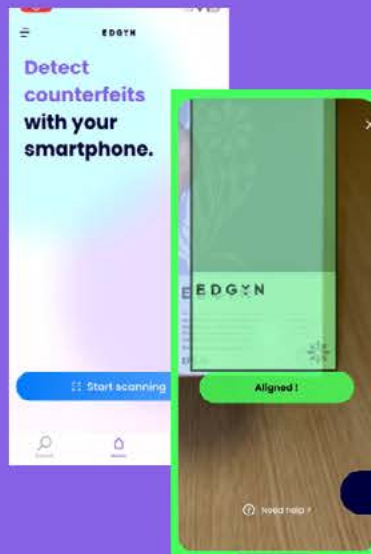 EDGYN
Detect
counterfeits
with your
smartphone.
Start scanning
EDGYN
Aligned !
Need help ?